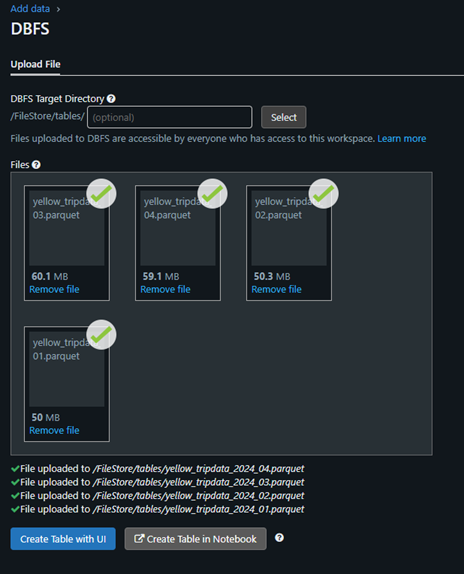 Add data >
DBFS
Upload File
DBFS Target Directory ?
/FileStore/tables/ (optional) Select
Files uploaded to DBFS are accessible by everyone who has access to this workspace. Learn more
Files ?
yellow_tripdata
03.parquet
60.1 MB
Remove file
yellow_tripdata
04.parquet
59.1 MB
Remove file
yellow_tripdata
02.parquet
50.3 MB
Remove file
yellow_tripdata
01.parquet
50 MB
Remove file
File uploaded to /FileStore/tables/yellow_tripdata_2024_04.parquet
File uploaded to /FileStore/tables/yellow_tripdata_2024_03.parquet
File uploaded to /FileStore/tables/yellow_tripdata_2024_02.parquet
File uploaded to /FileStore/tables/yellow_tripdata_2024_01.parquet
Create Table with UI Create Table in Notebook ?